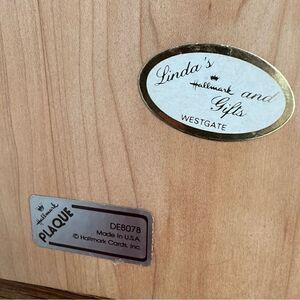 Linda's
Hallmark and
Gifts
WESTGATE
Hallmark
PLAQUE
DE8078
Made in U.S.A.
© Hallmark Cards, Inc.